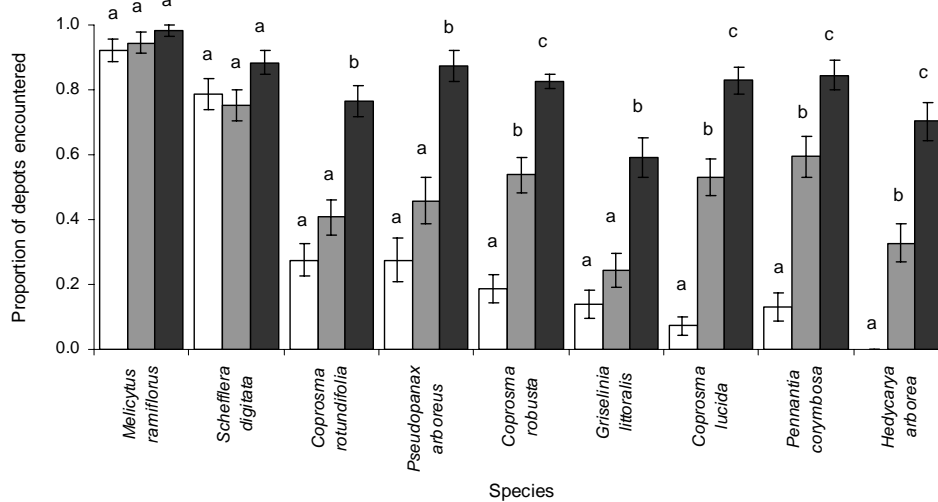 a a a
1.0
a a a
0.8
a a b
0.6
a a b
0.4
a b c
0.2
a a b
0.0
a b c
a b c
a b c
Proportion of depots encountered
Melicytus
ramiflorus
Schefflera
digitata
Coprosma
rotundifolia
Pseudopanax
arboreus
Coprosma
robusta
Griselinia
littoralis
Coprosma
lucida
Pennantia
corymbosa
Hedycarya
arborea
Species